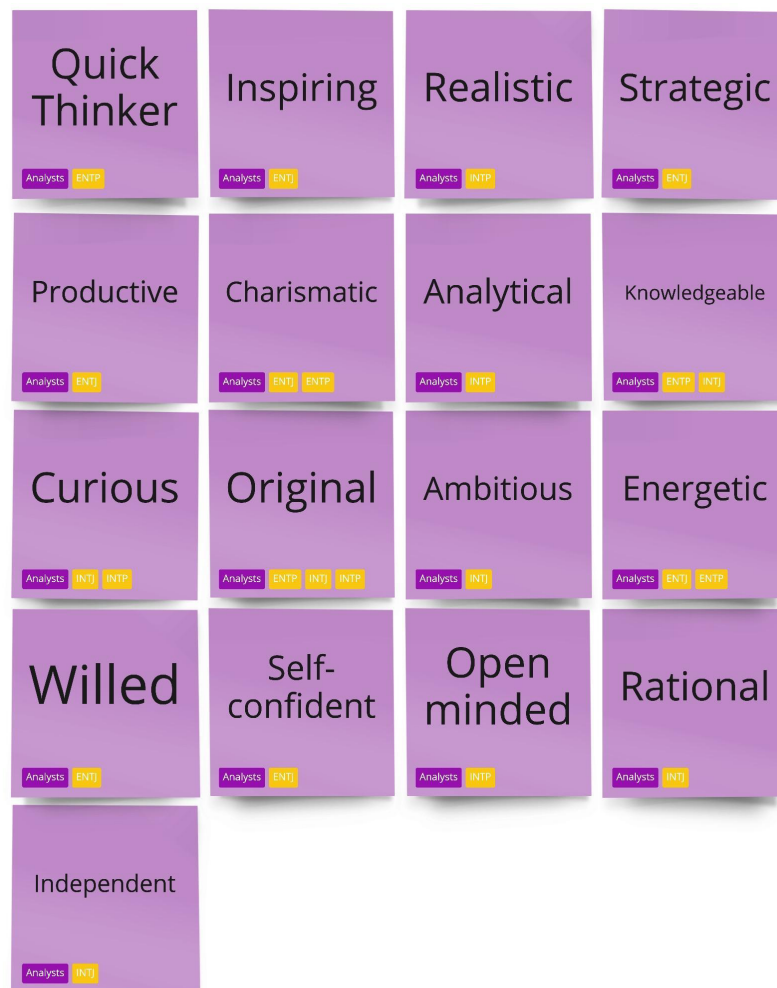 Quick
Thinker
Analysts ENTP
Inspiring
Analysts ENTJ
Realistic
Analysts INTP
Strategic
Analysts ENTJ
Productive
Analysts ENTJ
Charismatic
Analysts ENTJ ENTP
Analytical
Analysts INTP
Knowledgeable
Analysts ENTP INTJ
Curious
Analysts INTJ INTP
Original
Analysts ENTP INTJ INTP
Ambitious
Analysts INTJ
Energetic
Analysts ENTJ ENTP
Willed
Analysts ENTJ
Self-
confident
Analysts ENTJ
Open
minded
Analysts INTP
Rational
Analysts INTJ
Independent
Analysts INTJ